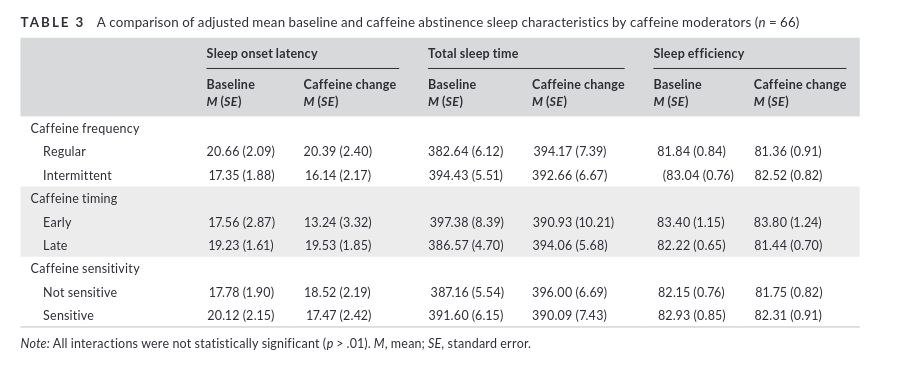 TABLE 3 A comparison of adjusted mean baseline and caffeine abstinence sleep characteristics by caffeine moderators (n = 66)
Sleep onset latency Total sleep time Sleep efficiency
Baseline Caffeine change Baseline Caffeine change Baseline Caffeine change
M (SE) M (SE) M (SE) M (SE) M (SE) M (SE)
Caffeine frequency
Regular 20.66 (2.09) 20.39 (2.40) 382.64 (6.12) 394.17 (7.39) 81.84 (0.84) 81.36 (0.91)
Intermittent 17.35 (1.88) 16.14 (2.17) 394.43 (5.51) 392.66 (6.67) (83.04 (0.76) 82.52 (0.82)
Caffeine timing
Early 17.56 (2.87) 13.24 (3.32) 397.38 (8.39) 390.93 (10.21) 83.40 (1.15) 83.80 (1.24)
Late 19.23 (1.61) 19.53 (1.85) 386.57 (4.70) 394.06 (5.68) 82.22 (0.65) 81.44 (0.70)
Caffeine sensitivity
Not sensitive 17.78 (1.90) 18.52 (2.19) 387.16 (5.54) 396.00 (6.69) 82.15 (0.76) 81.75 (0.82)
Sensitive 20.12 (2.15) 17.47 (2.42) 391.60 (6.15) 390.09 (7.43) 82.93 (0.85) 82.31 (0.91)
Note: All interactions were not statistically significant (p > .01). M, mean; SE, standard error.